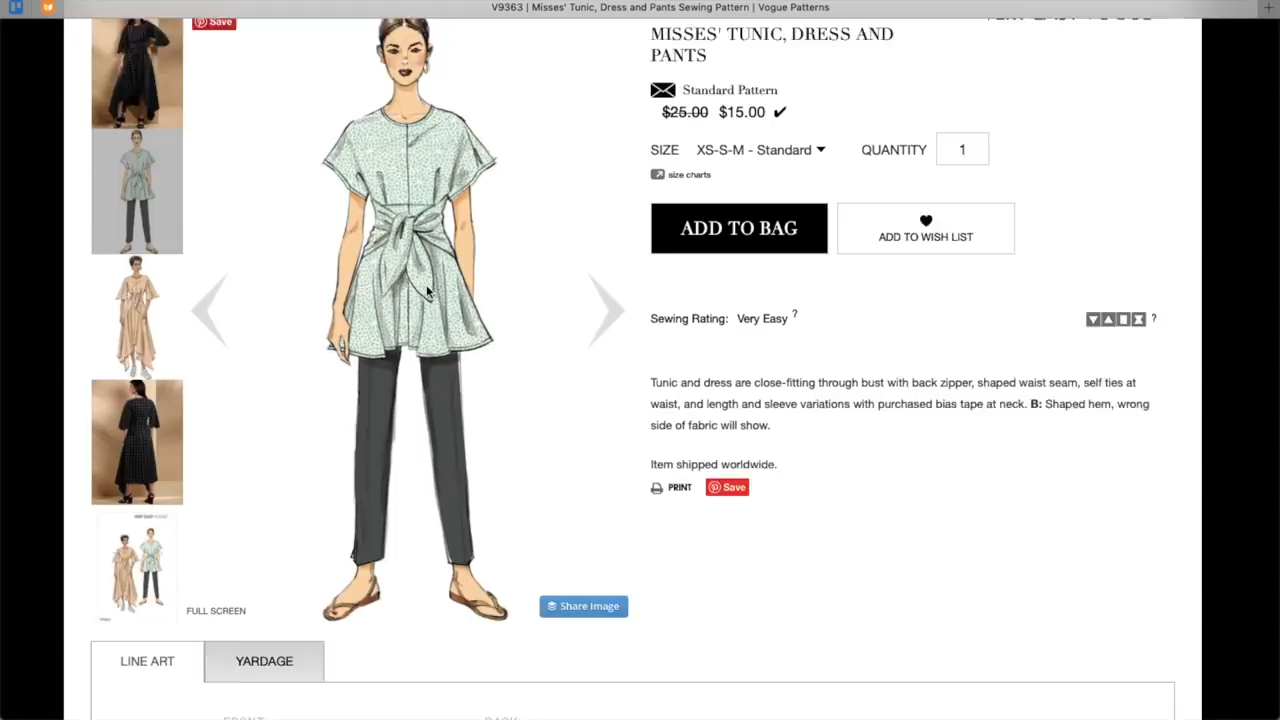 V9363 | Misses' Tunic, Dress and Pants Sewing Pattern | Vogue Patterns
Save
MISSES' TUNIC, DRESS AND
PANTS
Standard Pattern
$25.00 $15.00 ✔
SIZE XS-S-M - Standard QUANTITY 1
size charts
ADD TO BAG
ADD TO WISH LIST
Sewing Rating: Very Easy ?
?
Tunic and dress are close-fitting through bust with back zipper, shaped waist seam, self ties at
waist, and length and sleeve variations with purchased bias tape at neck. B: Shaped hem, wrong
side of fabric will show.
Item shipped worldwide.
PRINT Save
FULL SCREEN
Share image
LINE ART YARDAGE